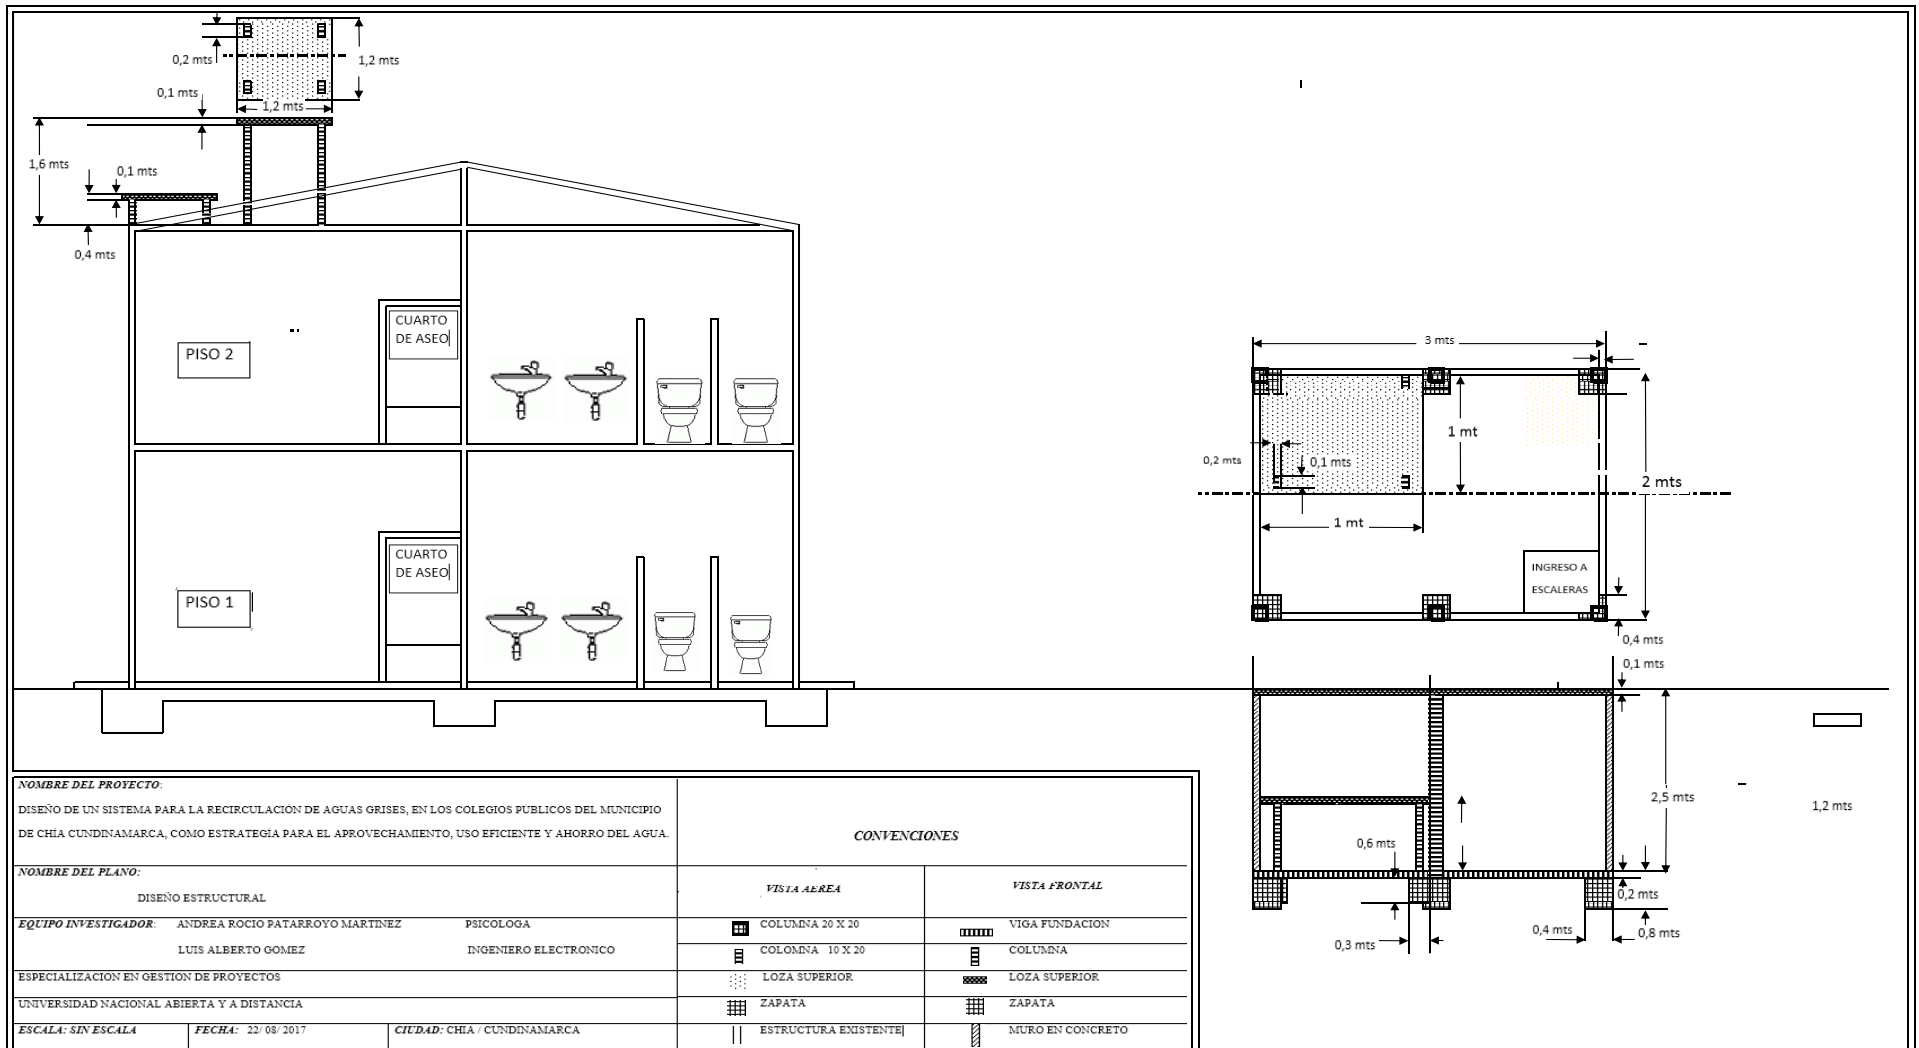 0,2 mts
1,2 mts
0,1 mts
1,2 mts
1,6 mts
0,1 mts
0,4 mts
CUARTO
DE ASEO
PISO 2
CUARTO
DE ASEO
PISO 1
3 mts
1 mt
0,2 mts
0,1 mts
2 mts
1 mt
INGRESO A
ESCALERAS
0,4 mts
0,1 mts
2,5 mts
1,2 mts
0,6 mts
0,2 mts
0,3 mts
0,4 mts
0,8 mts
NOMBRE DEL PROYECTO:
DISEÑO DE UN SISTEMA PARA LA RECIRCULACIÓN DE AGUAS GRISES, EN LOS COLEGIOS PÚBLICOS DEL MUNICIPIO
DE CHÍA CUNDINAMARCA, COMO ESTRATEGÍA PARA EL APROVECHAMIENTO, USO EFICIENTE Y AHORRO DEL AGUA.
NOMBRE DEL PLANO:
DISEÑO ESTRUCTURAL
EQUIPO INVESTIGADOR: ANDREA ROCIO PATARROYO MARTINEZ PSICOLOGA
LUIS ALBERTO GOMEZ INGENIERO ELECTRONICO
ESPECIALIZACION EN GESTION DE PROYECTOS
UNIVERSIDAD NACIONAL ABIERTA Y A DISTANCIA
ESCALA: SIN ESCALA FECHA: 22/ 08/ 2017 CIUDAD: CHIA / CUNDINAMARCA
CONVENCIONES
VISTA AEREA VISTA FRONTAL
COLUMNA 20 X 20 VIGA FUNDACION
COLOMNA 10 X 20 COLUMNA
LOZA SUPERIOR LOZA SUPERIOR
ZAPATA ZAPATA
ESTRUCTURA EXISTENTE MURO EN CONCRETO